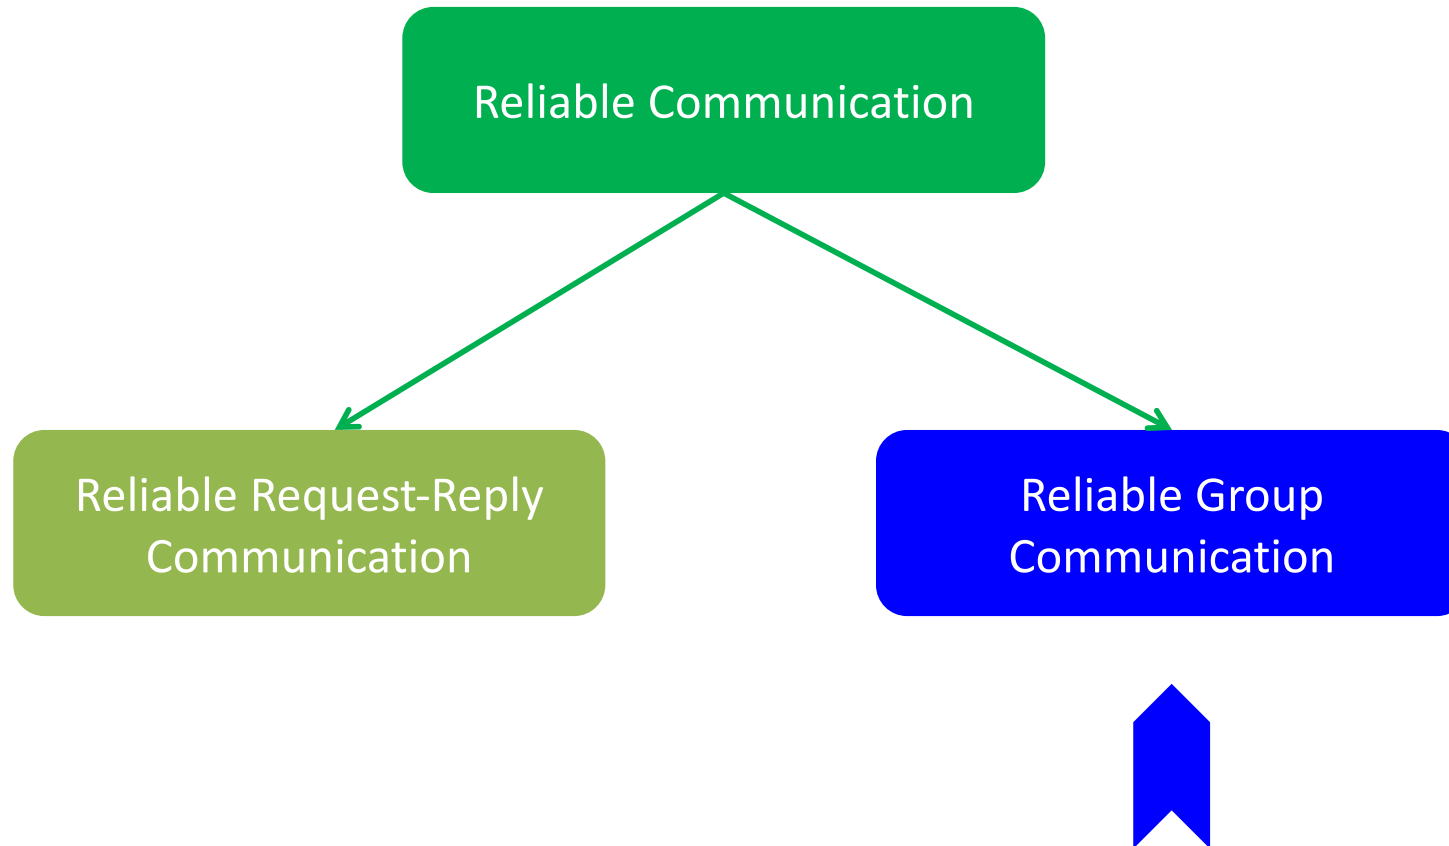 Reliable Communication
Reliable Request-Reply
Communication
Reliable Group
Communication